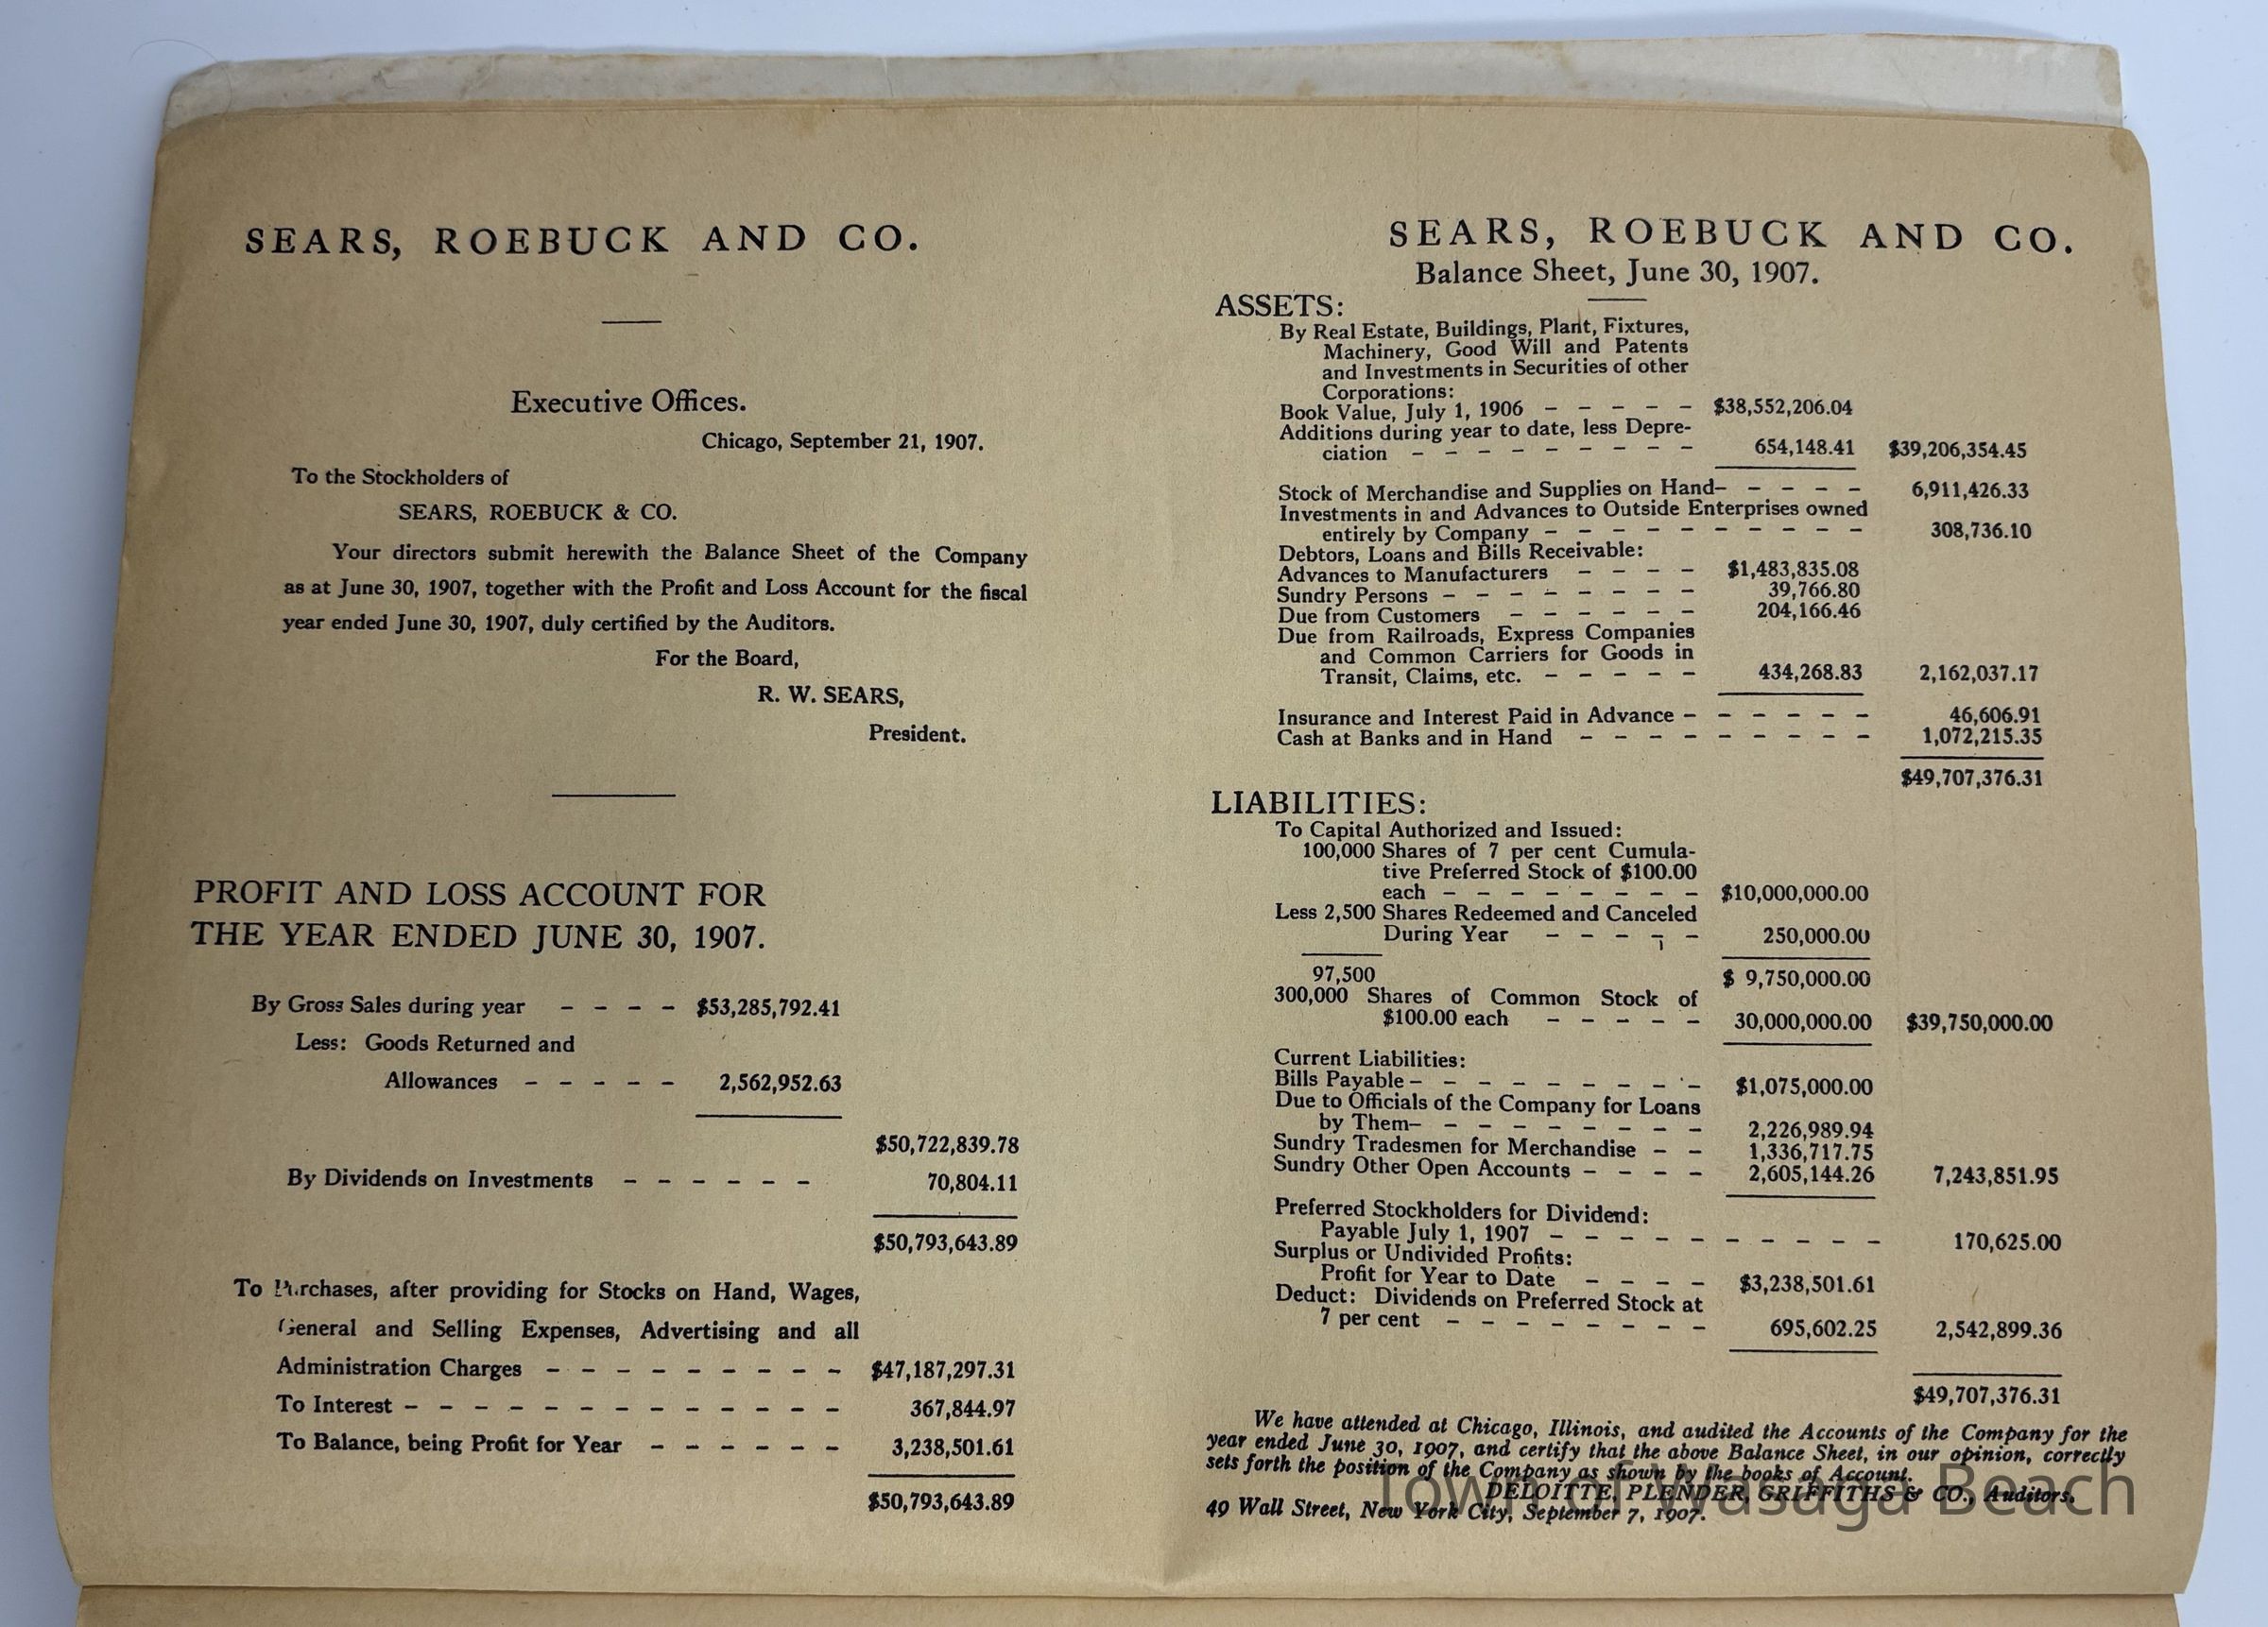 SEARS, ROEBUCK AND CO.
Executive Offices.
Chicago, September 21, 1907.
To the Stockholders of
SEARS, ROEBUCK & CO.
Your directors submit herewith the Balance Sheet of the Company
as at June 30, 1907, together with the Profit and Loss Account for the fiscal
year ended June 30, 1907, duly certified by the Auditors.
For the Board,
R. W. SEARS,
President.
PROFIT AND LOSS ACCOUNT FOR
THE YEAR ENDED JUNE 30, 1907.
By Gross Sales during year - - - - $53,285,792.41
Less: Goods Returned and
Allowances - - - - - 2,562,952.63
$50,722,839.78
By Dividends on Investments - - - - - - 70,804.11
$50,793,643.89
To Purchases, after providing for Stocks on Hand, Wages,
General and Selling Expenses, Advertising and all
Administration Charges - - - - - - - - - $47,187,297.31
To Interest - - - - - - - - - - - - - 367,844.97
To Balance, being Profit for Year - - - - - - 3,238,501.61
$50,793,643.89
SEARS, ROEBUCK AND CO.
Balance Sheet, June 30, 1907.
ASSETS:
By Real Estate, Buildings, Plant, Fixtures,
Machinery, Good Will and Patents
and Investments in Securities of other
Corporations:
Book Value, July 1, 1906 - - - - - $38,552,206.04
Additions during year to date, less Depre-
ciation - - - - - - - - - 654,148.41 $39,206,354.45
Stock of Merchandise and Supplies on Hand- - - - - 6,911,426.33
Investments in and Advances to Outside Enterprises owned
entirely by Company - - - - - - - - - - 308,736.10
Debtors, Loans and Bills Receivable:
Advances to Manufacturers - - - - $1,483,835.08
Sundry Persons - - - - - - - - 39,766.80
Due from Customers - - - - - - 204,166.46
Due from Railroads, Express Companies
and Common Carriers for Goods in
Transit, Claims, etc. - - - - - 434,268.83 2,162,037.17
Insurance and Interest Paid in Advance - - - - - - 46,606.91
Cash at Banks and in Hand - - - - - - - - - 1,072,215.35
$49,707,376.31
LIABILITIES:
To Capital Authorized and Issued:
100,000 Shares of 7 per cent Cumula-
tive Preferred Stock of $100.00
each - - - - - - - - $10,000,000.00
Less 2,500 Shares Redeemed and Canceled
During Year - - - - - 250,000.00
97,500 $ 9,750,000.00
300,000 Shares of Common Stock of
$100.00 each - - - - - 30,000,000.00 $39,750,000.00
Current Liabilities:
Bills Payable - - - - - - - - - $1,075,000.00
Due to Officials of the Company for Loans
by Them- - - - - - - - - 2,226,989.94
Sundry Tradesmen for Merchandise - - 1,336,717.75
Sundry Other Open Accounts - - - - 2,605,144.26 7,243,851.95
Preferred Stockholders for Dividend:
Payable July 1, 1907 - - - - - - - - - - 170,625.00
Surplus or Undivided Profits:
Profit for Year to Date - - - - $3,238,501.61
Deduct: Dividends on Preferred Stock at
7 per cent - - - - - - - - 695,602.25 2,542,899.36
$49,707,376.31
We have attended at Chicago, Illinois, and audited the Accounts of the Company for the
year ended June 30, 1907, and certify that the above Balance Sheet, in our opinion, correctly
sets forth the position of the Company as shown by the books of Account.
DELOITTE, PLENDER, GRIFFITHS & CO., Auditors.
49 Wall Street, New York City, September 7, 1907.
Town of Wasaga Beach